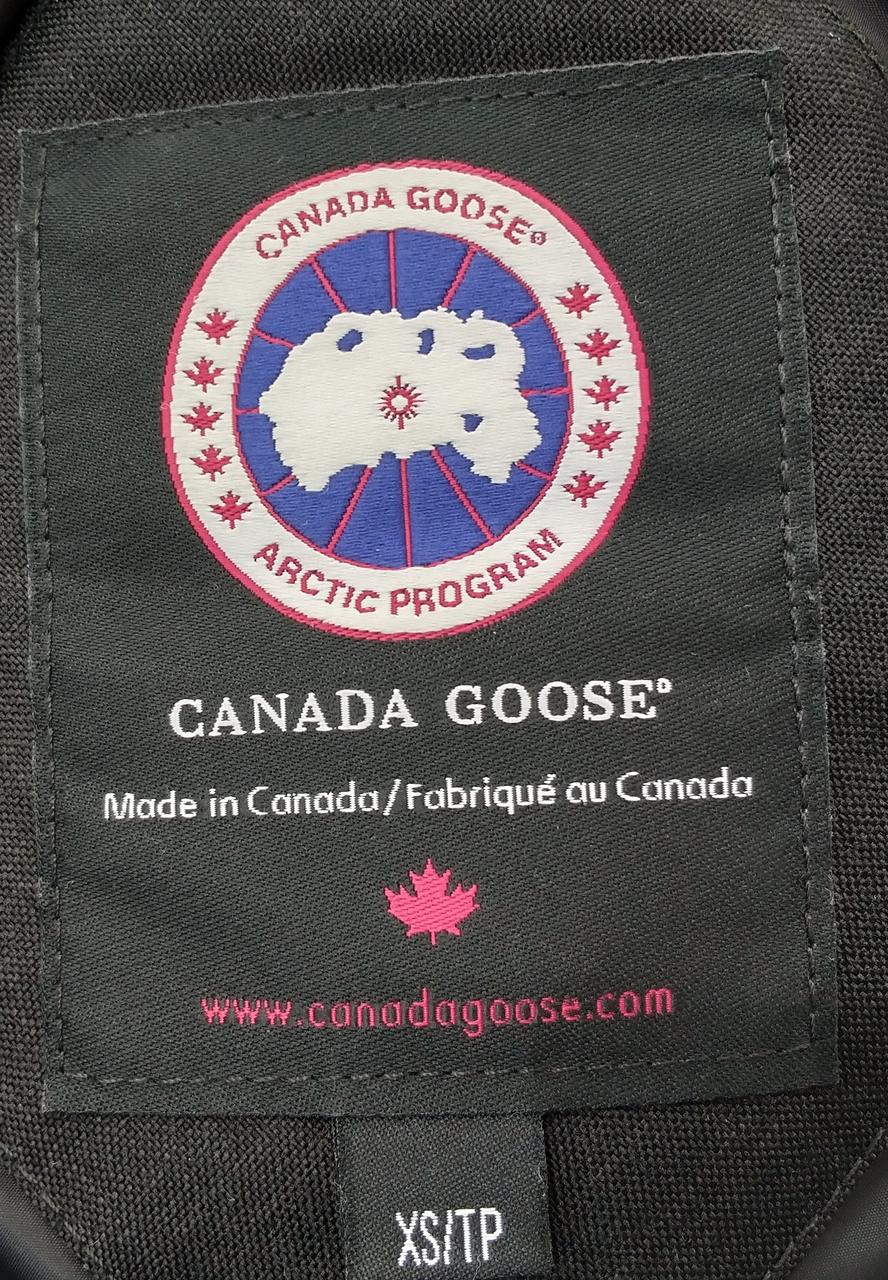 CANADA GOOSE®
ARCTIC PROGRAM
CANADA GOOSE®
Made in Canada/Fabriqué au Canada
www.canadagoose.com
XS/TP